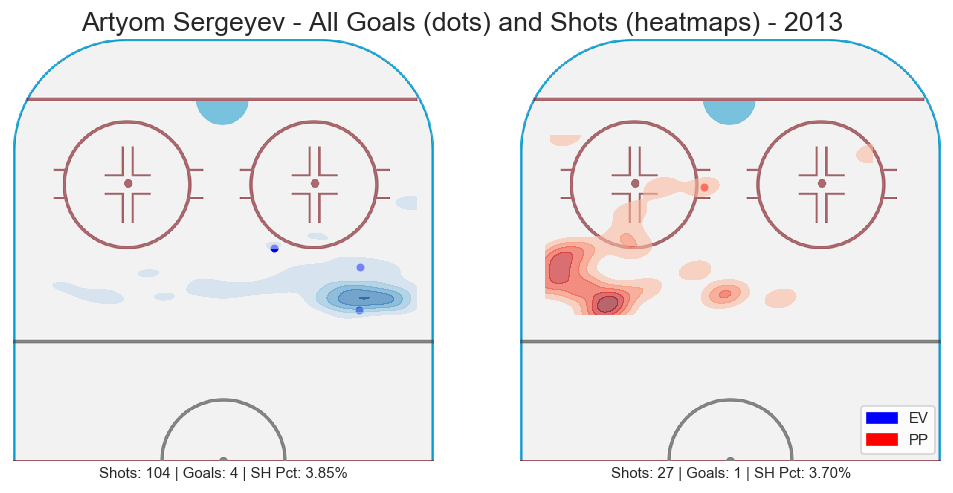 Artyom Sergeyev - All Goals (dots) and Shots (heatmaps) - 2013
EV
PP
Shots: 104 | Goals: 4 | SH Pct: 3.85%
Shots: 27 | Goals: 1 | SH Pct: 3.70%